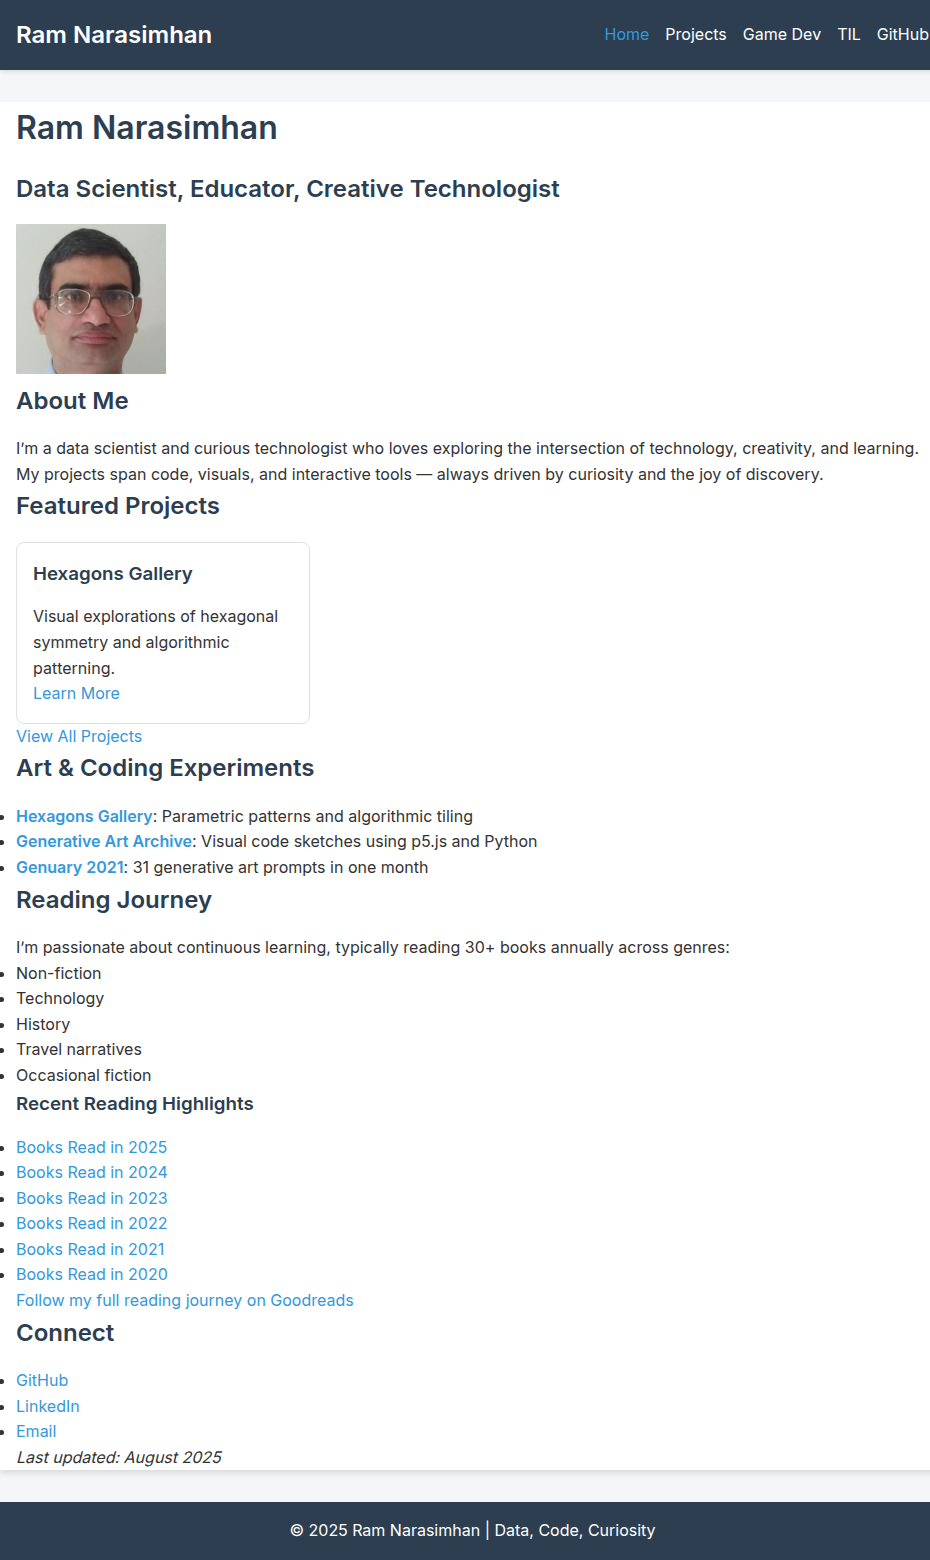 Ram Narasimhan
Home Projects Game Dev TIL GitHub
Ram Narasimhan
Data Scientist, Educator, Creative Technologist
About Me
I'm a data scientist and curious technologist who loves exploring the intersection of technology, creativity, and learning.
My projects span code, visuals, and interactive tools — always driven by curiosity and the joy of discovery.
Featured Projects
Hexagons Gallery
Visual explorations of hexagonal
symmetry and algorithmic
patterning.
Learn More
View All Projects
Art & Coding Experiments
Hexagons Gallery: Parametric patterns and algorithmic tiling
Generative Art Archive: Visual code sketches using p5.js and Python
Genuary 2021: 31 generative art prompts in one month
Reading Journey
I'm passionate about continuous learning, typically reading 30+ books annually across genres:
Non-fiction
Technology
History
Travel narratives
Occasional fiction
Recent Reading Highlights
Books Read in 2025
Books Read in 2024
Books Read in 2023
Books Read in 2022
Books Read in 2021
Books Read in 2020
Follow my full reading journey on Goodreads
Connect
GitHub
LinkedIn
Email
Last updated: August 2025
© 2025 Ram Narasimhan | Data, Code, Curiosity